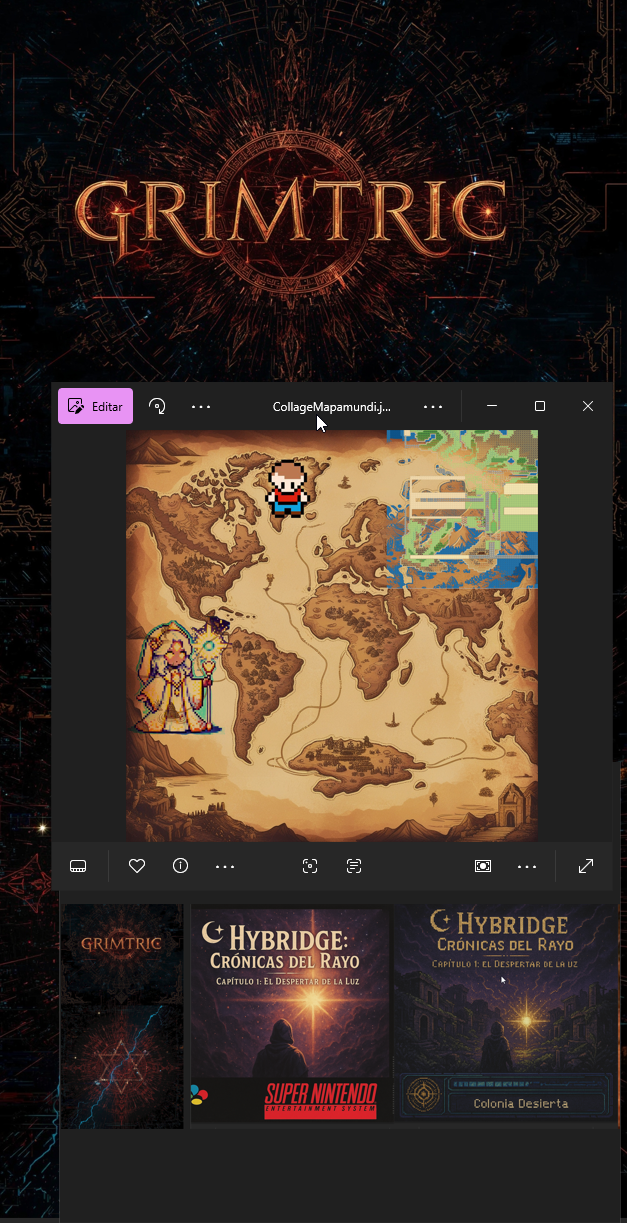 GRIMTRIC
Editar
CollageMapamundi.j...
GRIMTRIC
HYBRIDGE:
CRÓNICAS DEL RAYO
CAPÍTULO 1: EL DESPERTAR DE LA LUZ
SUPER NINTENDO
ENTERTAINMENT SYSTEM
HYBRIDGE
CRÓNICAS DEL RAYO
CAPÍTULO 1: EL DESPERTAR DE LA UZ
Colonia Desierta